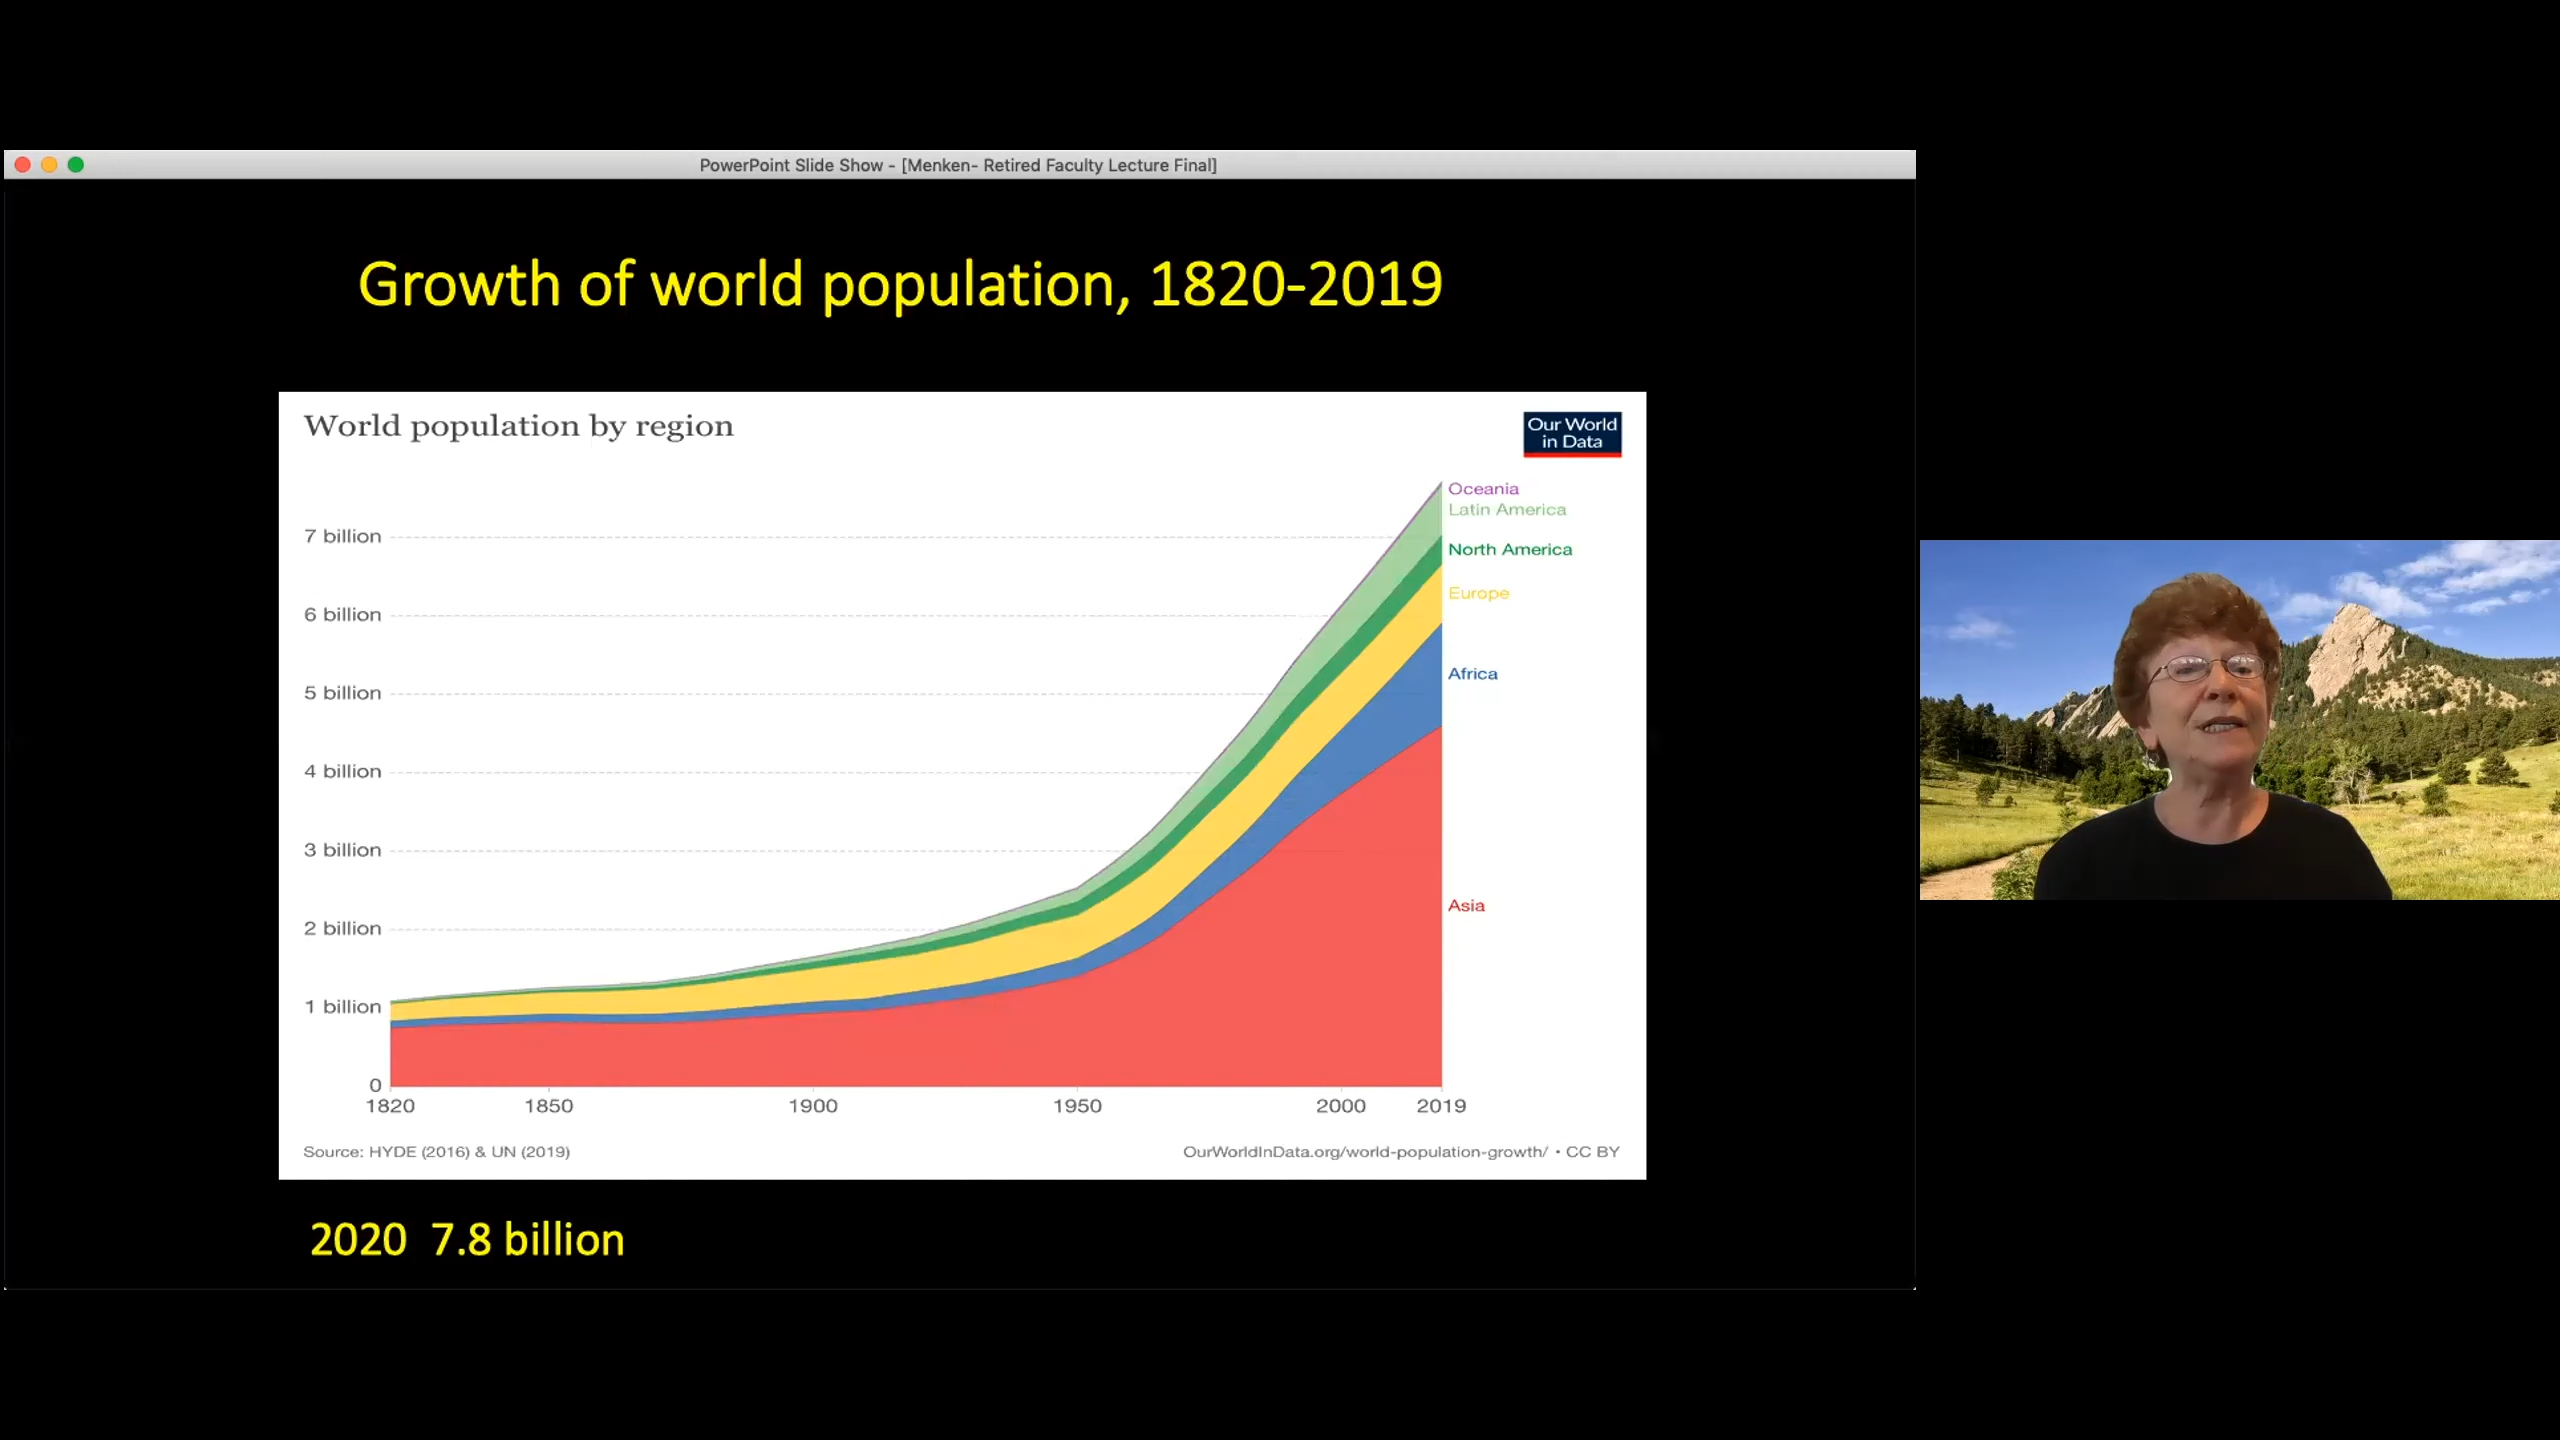 PowerPoint Slide Show - [Menken- Retired Faculty Lecture Final]
Growth of world population, 1820-2019
World population by region
Our World
in Data
Oceania
Latin America
7 billion
North America
Europe
6 billion
Africa
5 billion
4 billion
3 billion
2 billion
Asia
1 billion
0
1820 1850 1900 1950 2000 2019
Source: HYDE (2016) & UN (2019)
OurWorldInData.org/world-population-growth/ • CC BY
2020 7.8 billion